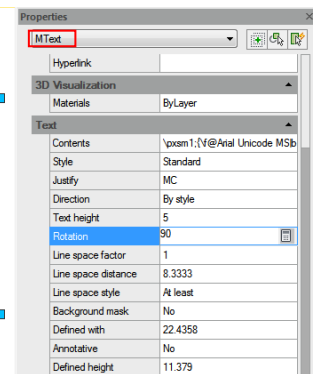 Properties
MText
Hyperlink
3D Visualization
Materials ByLayer
Text
Contents \pxsm1;{\f@Arial Unicode MS|b
Style Standard
Justify MC
Direction By style
Text height 5
Rotation 90
Line space factor 1
Line space distance 8.3333
Line space style At least
Background mask No
Defined with 22.4358
Annotative No
Defined height 11.379